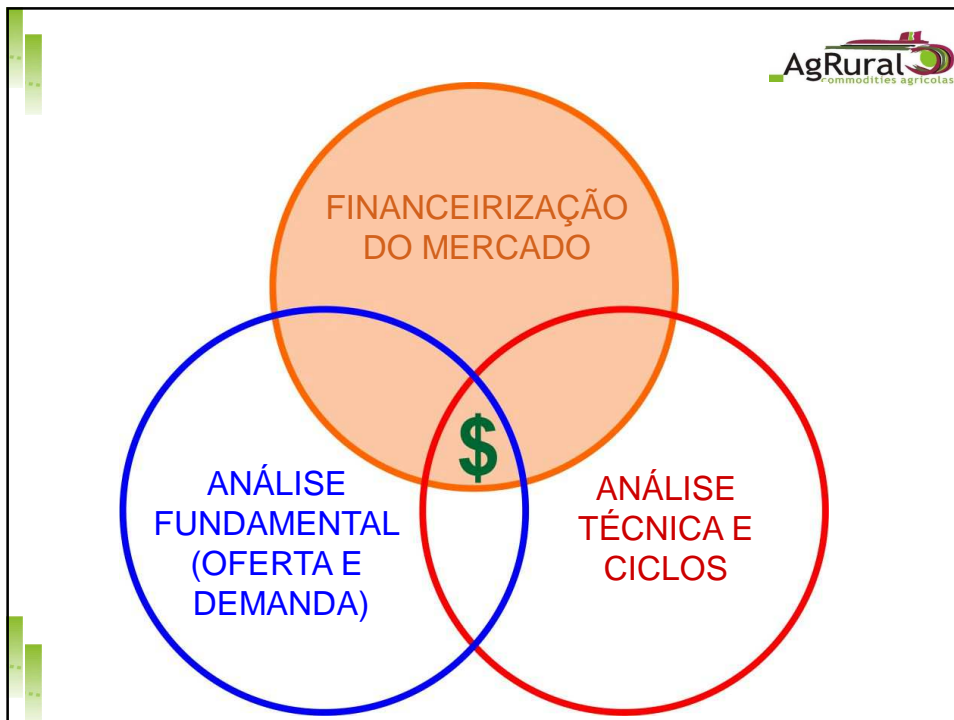 AgRural
commodities agrícolas
FINANCEIRIZAÇÃO
DO MERCADO
$
ANÁLISE
FUNDAMENTAL
(OFERTA E
DEMANDA)
ANÁLISE
TÉCNICA E
CICLOS